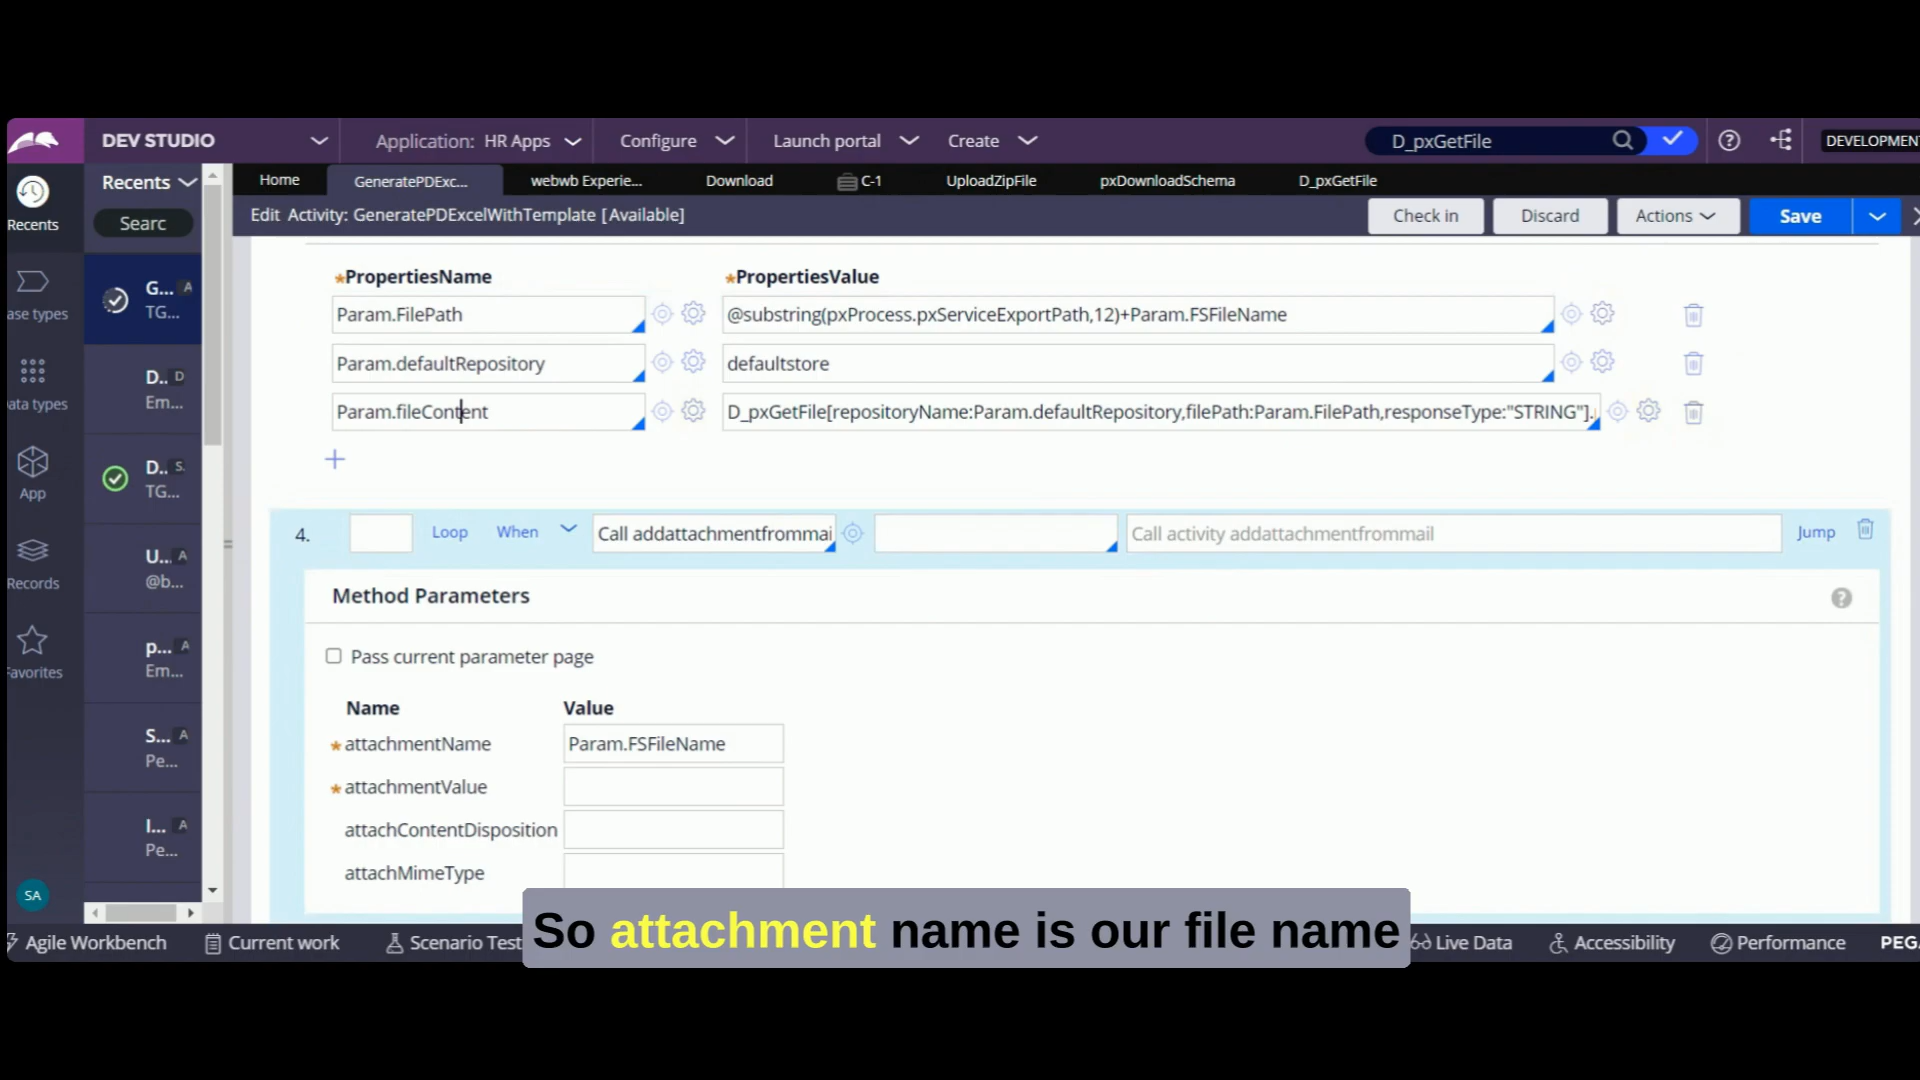 DEV STUDIO
Application: HR Apps
Configure
Launch portal
Create
D_pxGetFile
DEVELOPMENT
Recents
Recents
Searc
Home
GeneratePDExc...
webwb Experie...
Download
C-1
UploadZipFile
pxDownloadSchema
D_pxGetFile
Edit Activity: GeneratePDExcelWithTemplate [Available]
Check in
Discard
Actions
Save
ase types
ata types
App
Records
Favorites
SA
G... A
TG...
D.. D
Em...
D.. S.
TG...
U... A
@b...
p... A
Em...
S... A
Pe...
I... A
Pe...
*PropertiesName
*PropertiesValue
Param.FilePath
@substring(pxProcess.pxServiceExportPath,12)+Param.FSFileName
Param.defaultRepository
defaultstore
Param.fileContent
D_pxGetFile[repositoryName:Param.defaultRepository,filePath:Param.FilePath,responseType:"STRING"].
4.
Loop
When
Call addattachmentfrommai
Call activity addattachmentfrommail
Jump
Method Parameters
?
Pass current parameter page
Name
Value
* attachmentName
Param.FSFileName
* attachmentValue
attachContentDisposition
attachMimeType
So attachment name is our file name
Agile Workbench
Current work
Scenario Test
Live Data
Accessibility
Performance
PEGA